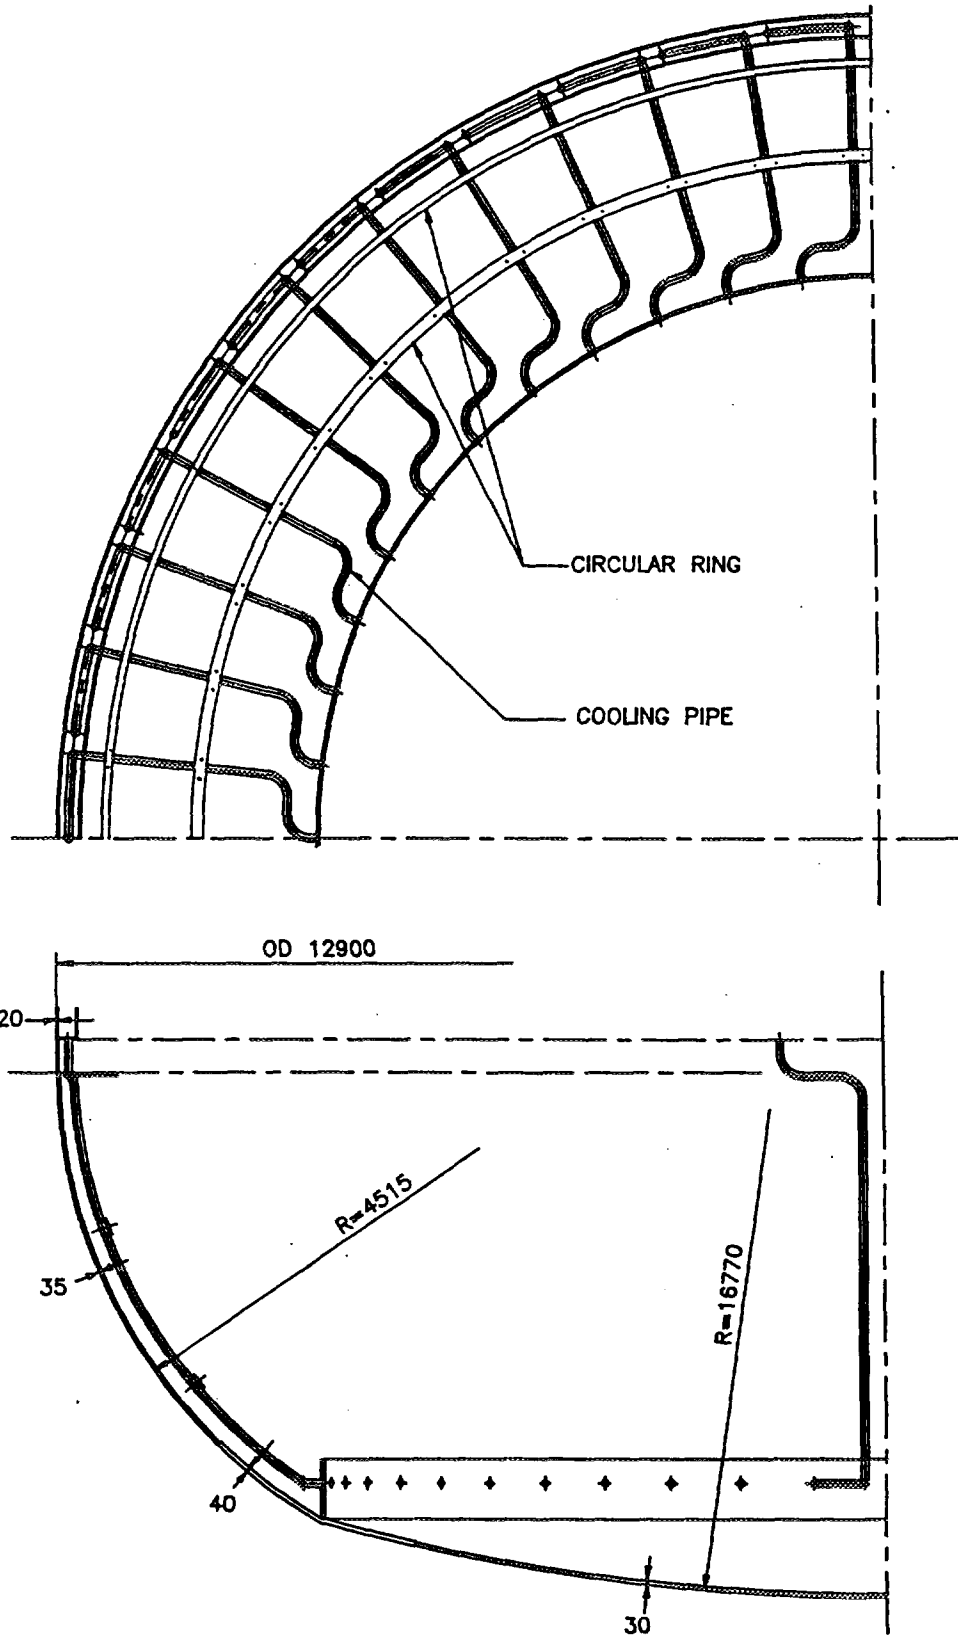 CIRCULAR RING
COOLING PIPE
OD 12900
20
R=4515
35
R=16770
40
30